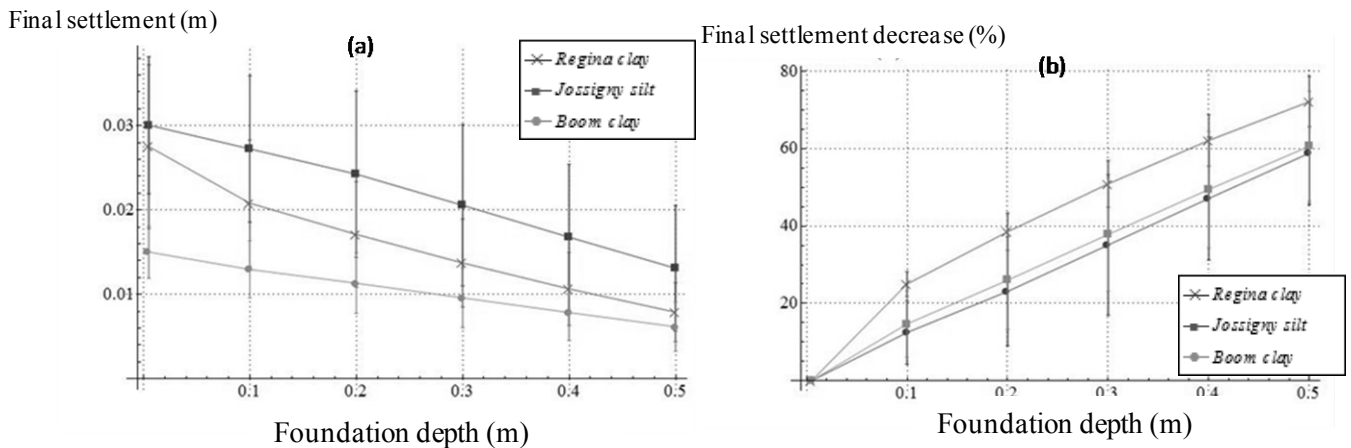 Final settlement (m)
(a)
Regina clay
Jossigny silt
Boom clay
0.03
0.02
0.01
0:1
0:2
0:3
0:4
0:5
Foundation depth (m)
Final settlement decrease (%)
(b)
80
60
40
20
Regina clay
Jossigny silt
Boom clay
0:1
0:2
0:3
0:4
0:5
Foundation depth (m)